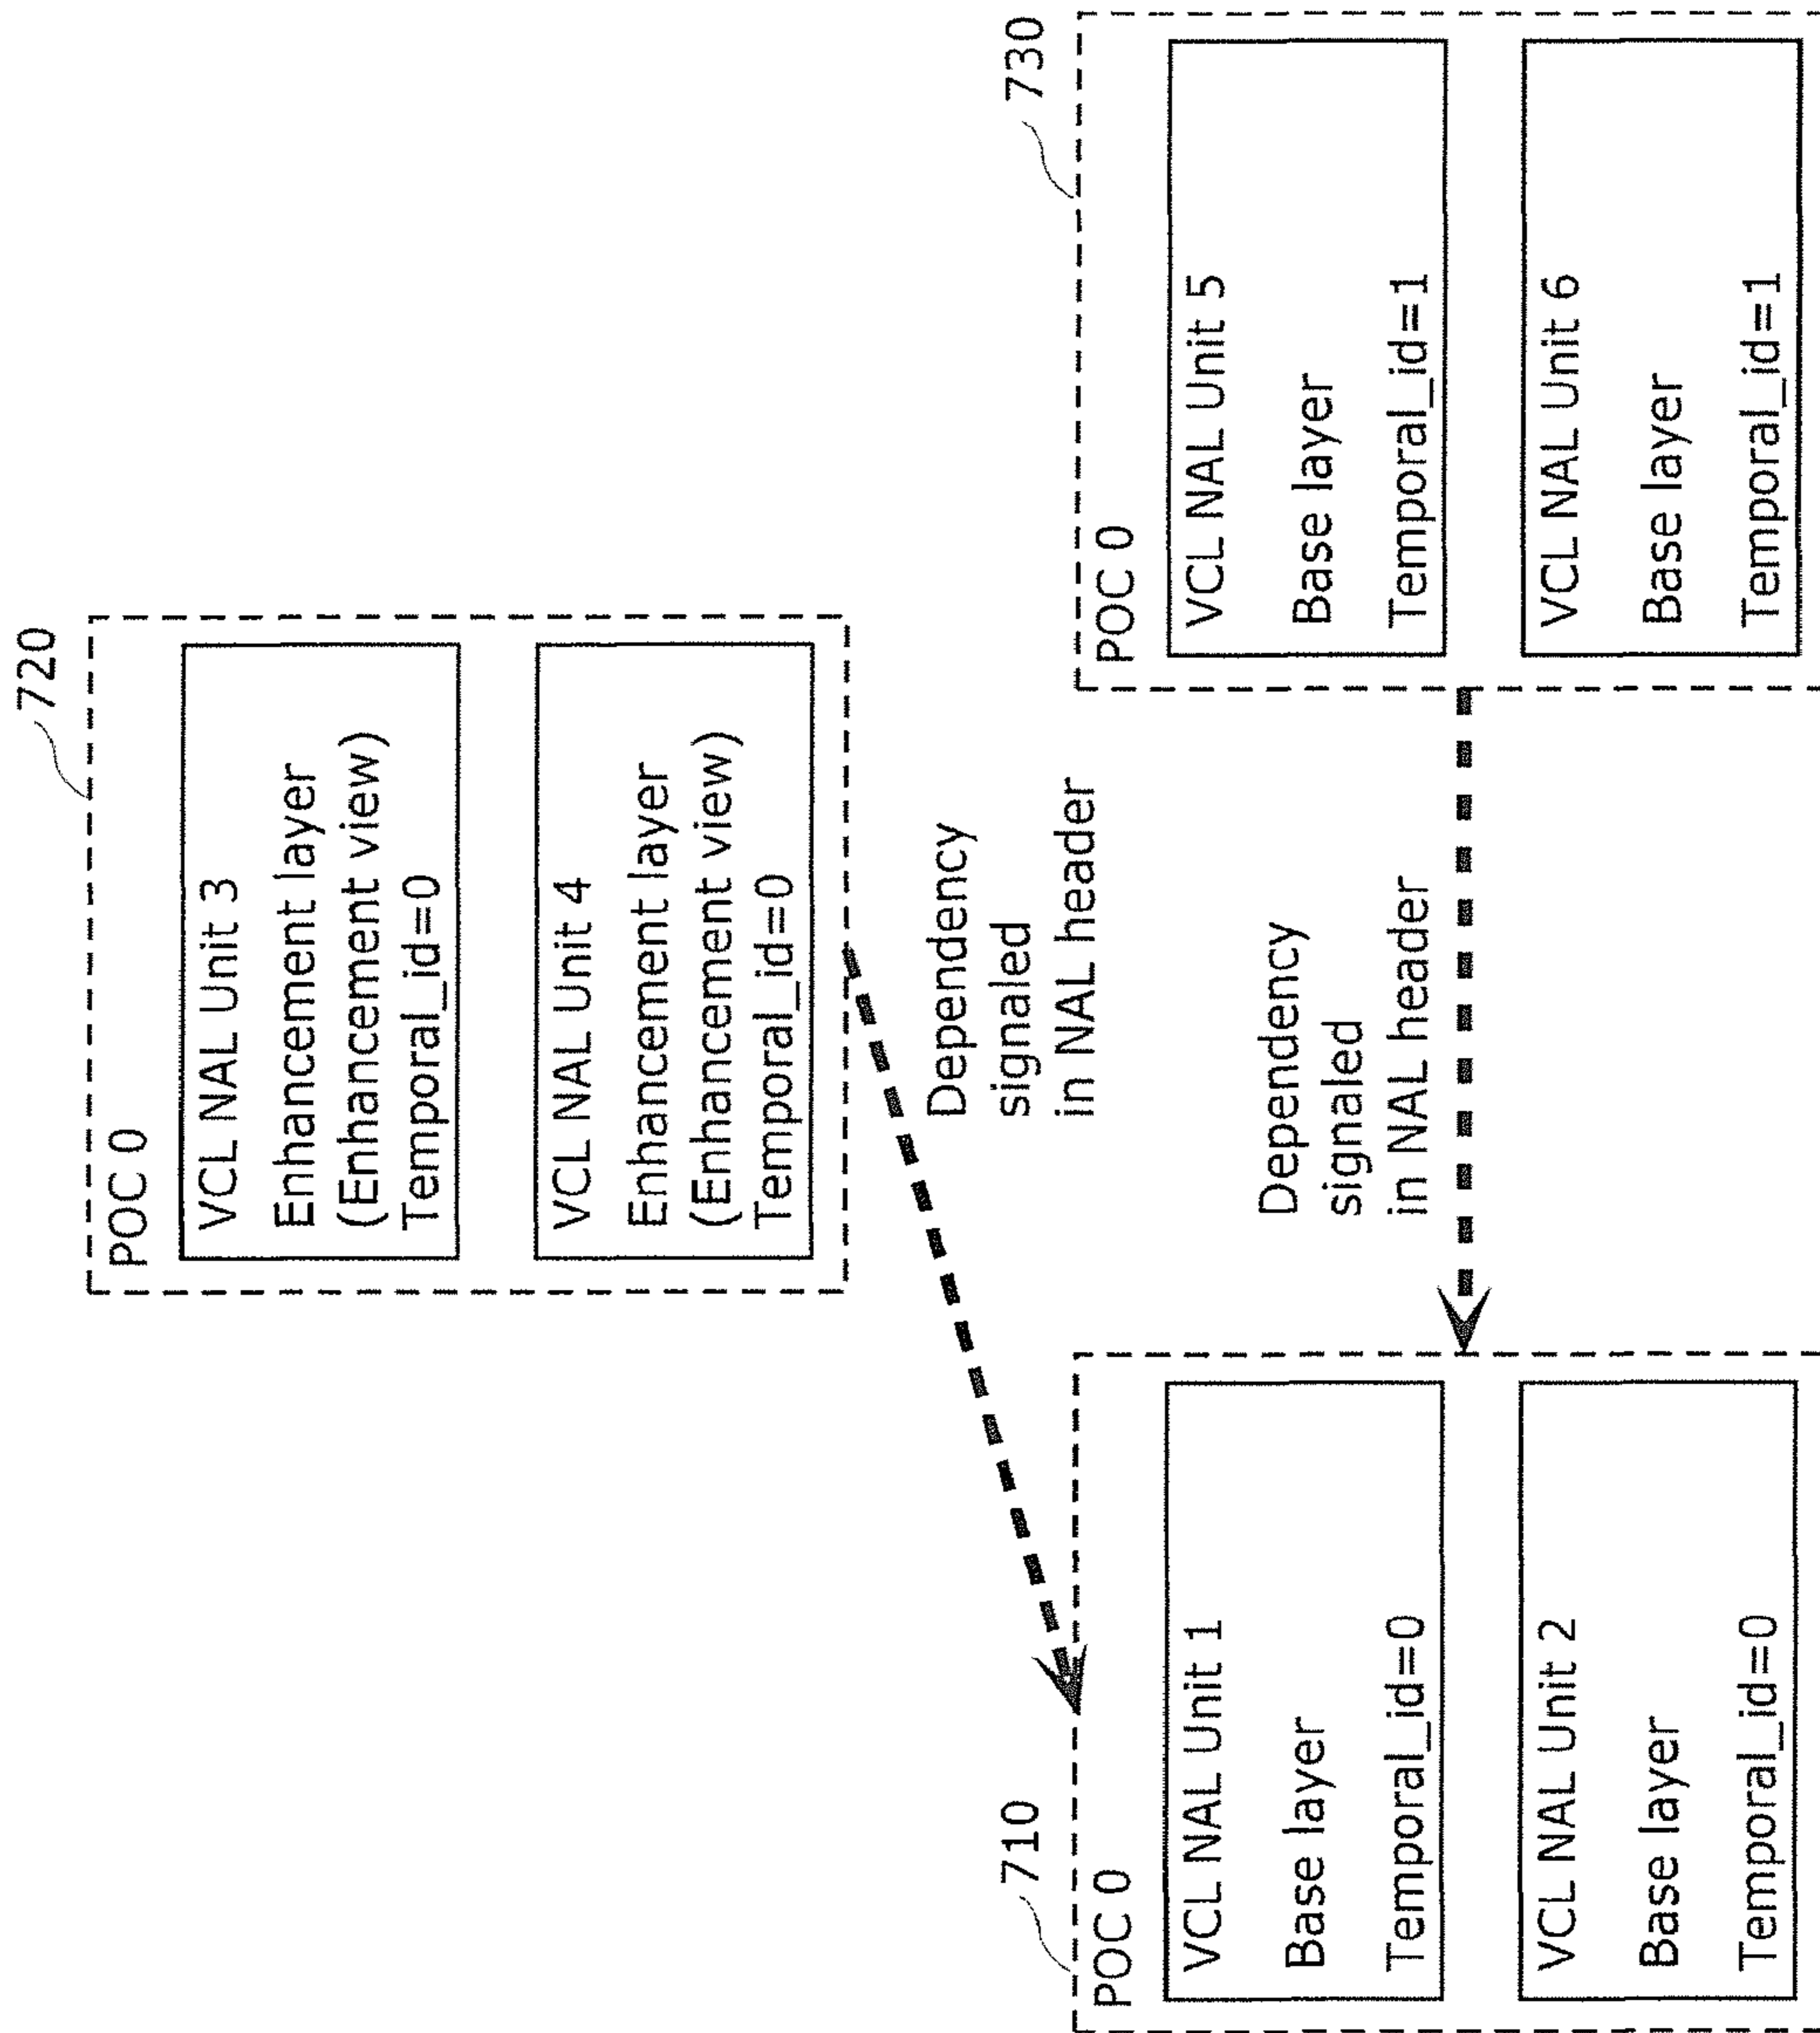 720
POC 0
VCL NAL Unit 3
Enhancement layer
(Enhancement view)
Temporal_id=0
VCL NAL Unit 4
Enhancement layer
(Enhancement view)
Temporal_id=0
Dependency
signaled
in NAL header
710
POC 0
VCL NAL Unit 1
Base layer
Temporal_id=0
VCL NAL Unit 2
Base layer
Temporal_id=0
Dependency
signaled
in NAL header
730
POC 0
VCL NAL Unit 5
Base layer
Temporal_id=1
VCL NAL Unit 6
Base layer
Temporal_id=1